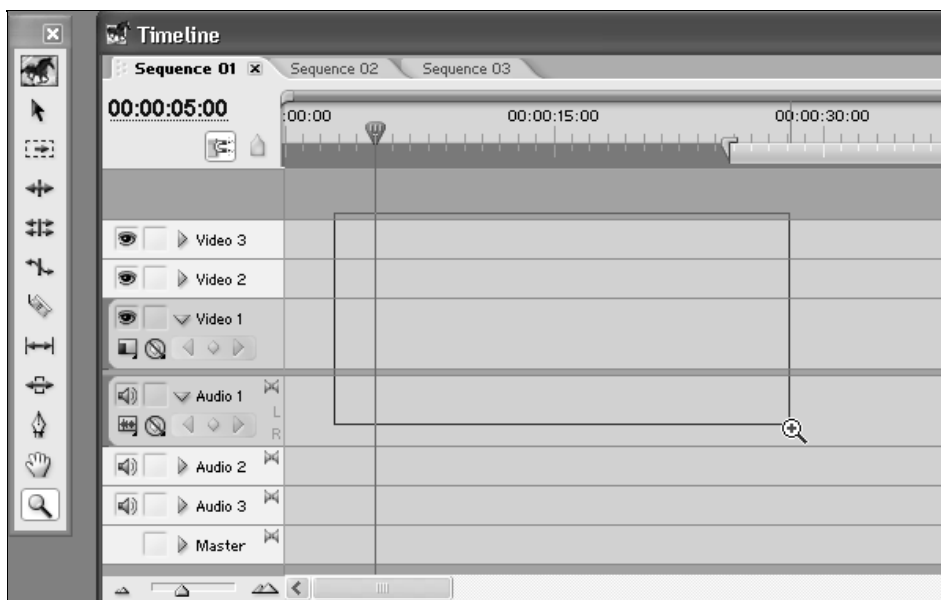 Timeline
Sequence 01 Sequence 02 Sequence 03
00:00:05:00
:00:00 00:00:15:00 00:00:30:00
Video 3
Video 2
Video 1
Audio 1
L
R
Audio 2
Audio 3
Master